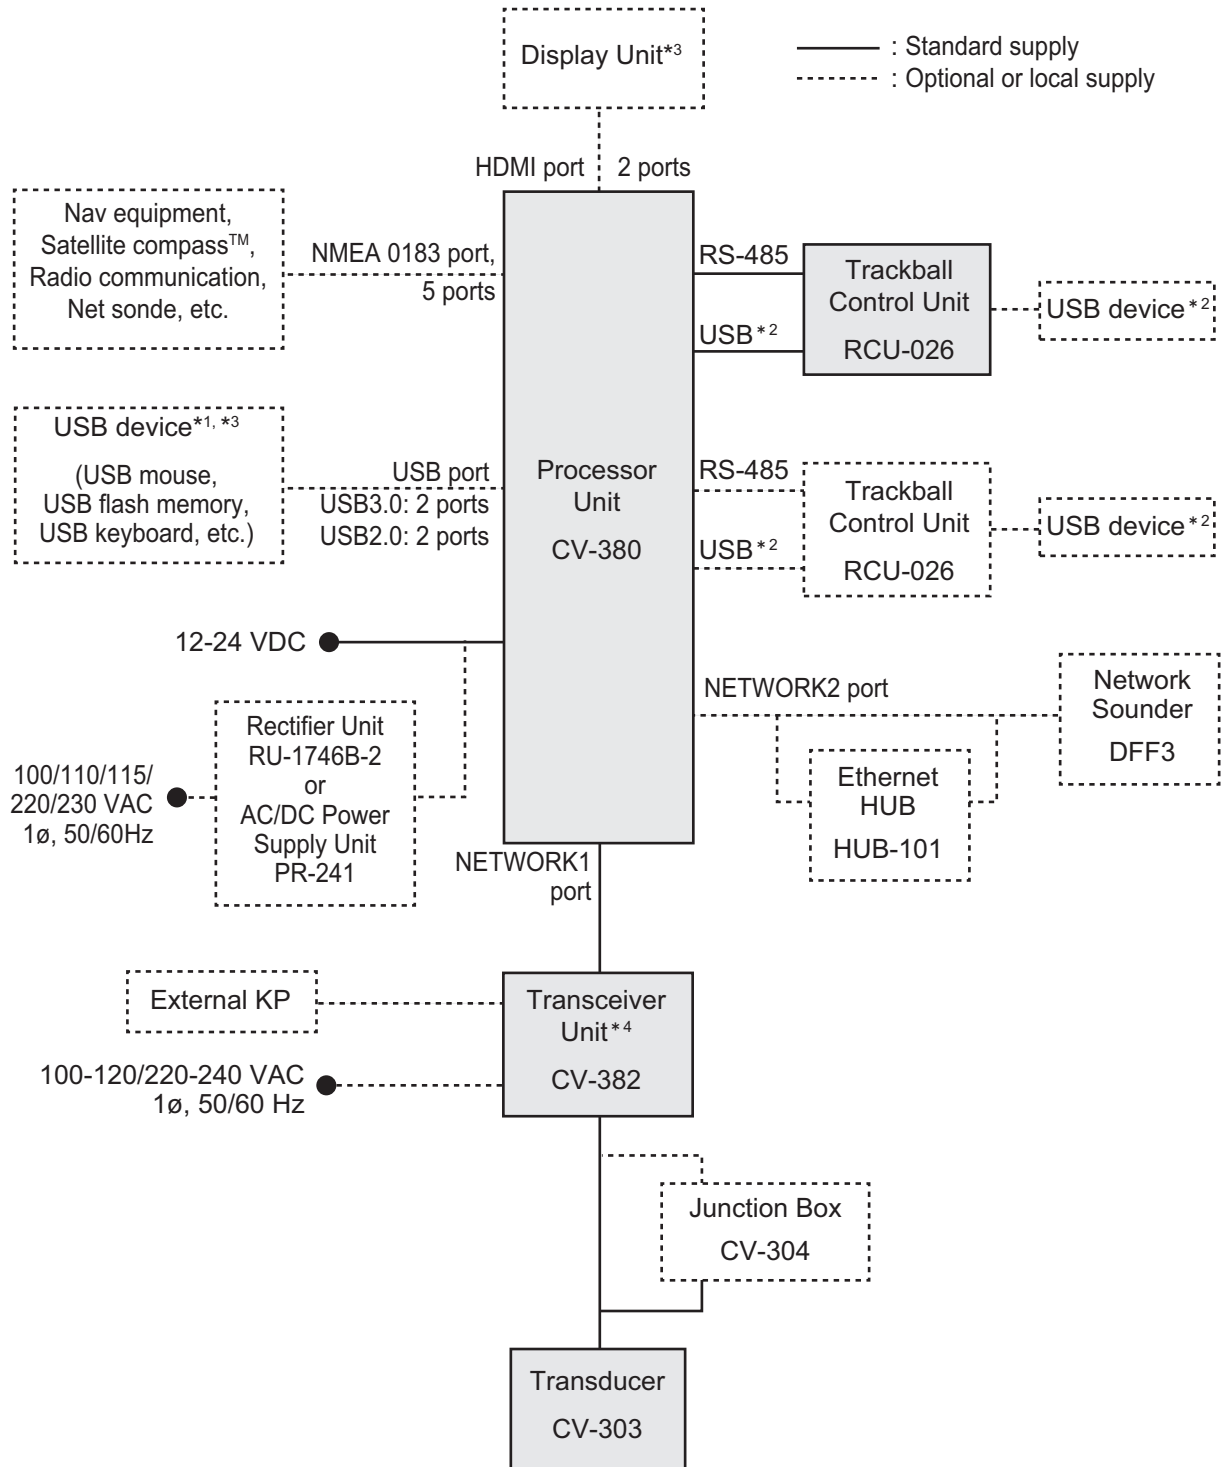 Display Unit*3
: Standard supply
: Optional or local supply
HDMI port
2 ports
Nav equipment,
Satellite compass™,
Radio communication,
Net sonde, etc.
NMEA 0183 port,
5 ports
RS-485
USB*2
Trackball
Control Unit
RCU-026
USB device*2
USB device*1, *3
(USB mouse,
USB flash memory,
USB keyboard, etc.)
USB port
USB3.0: 2 ports
USB2.0: 2 ports
Processor
Unit
CV-380
RS-485
USB*2
Trackball
Control Unit
RCU-026
USB device*2
12-24 VDC
NETWORK2 port
Network
Sounder
DFF3
Rectifier Unit
RU-1746B-2
or
AC/DC Power
Supply Unit
PR-241
100/110/115/
220/230 VAC
1ø, 50/60Hz
Ethernet
HUB
HUB-101
NETWORK1
port
External KP
Transceiver
Unit*4
CV-382
100-120/220-240 VAC
1ø, 50/60 Hz
Junction Box
CV-304
Transducer
CV-303